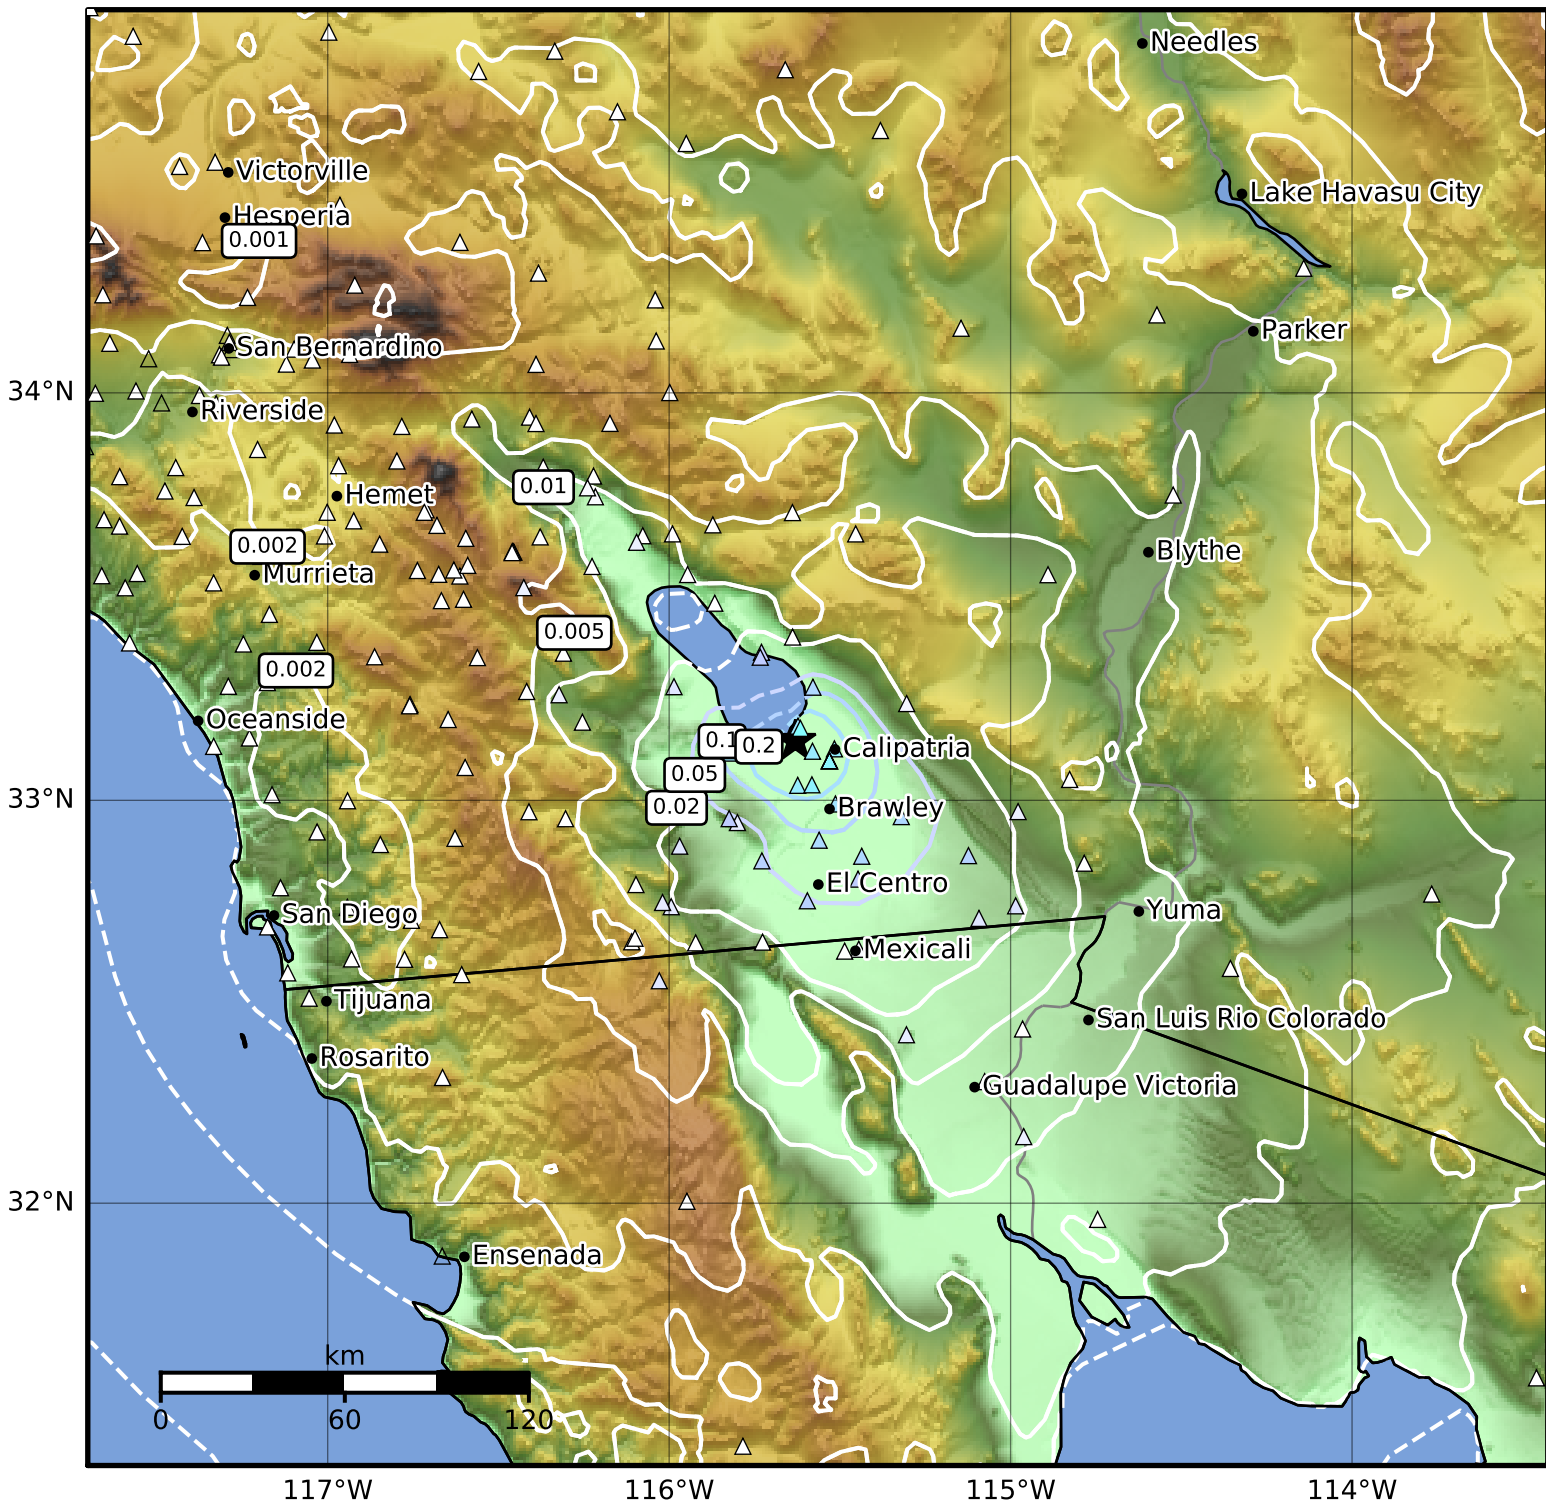 Needles
Victorville
Lake Havasu City
Hesperia
0.001
Parker
San Bernardino
34°N
Riverside
0.01
Hemet
0.002
Blythe
Murrieta
0.005
0.002
Oceanside
0.2
Calipatria
0.05
33°N
0.02
Brawley
El Centro
San Diego
Yuma
Mexicali
Tijuana
San Luis Rio Colorado
Rosarito
Guadalupe Victoria
32°N
Ensenada
km
0 60 120
117°W 116°W 115°W 114°W